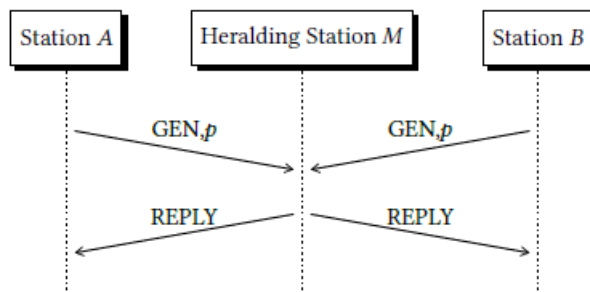 Station A
Heralding Station M
Station B
GEN,p
GEN,p
REPLY
REPLY